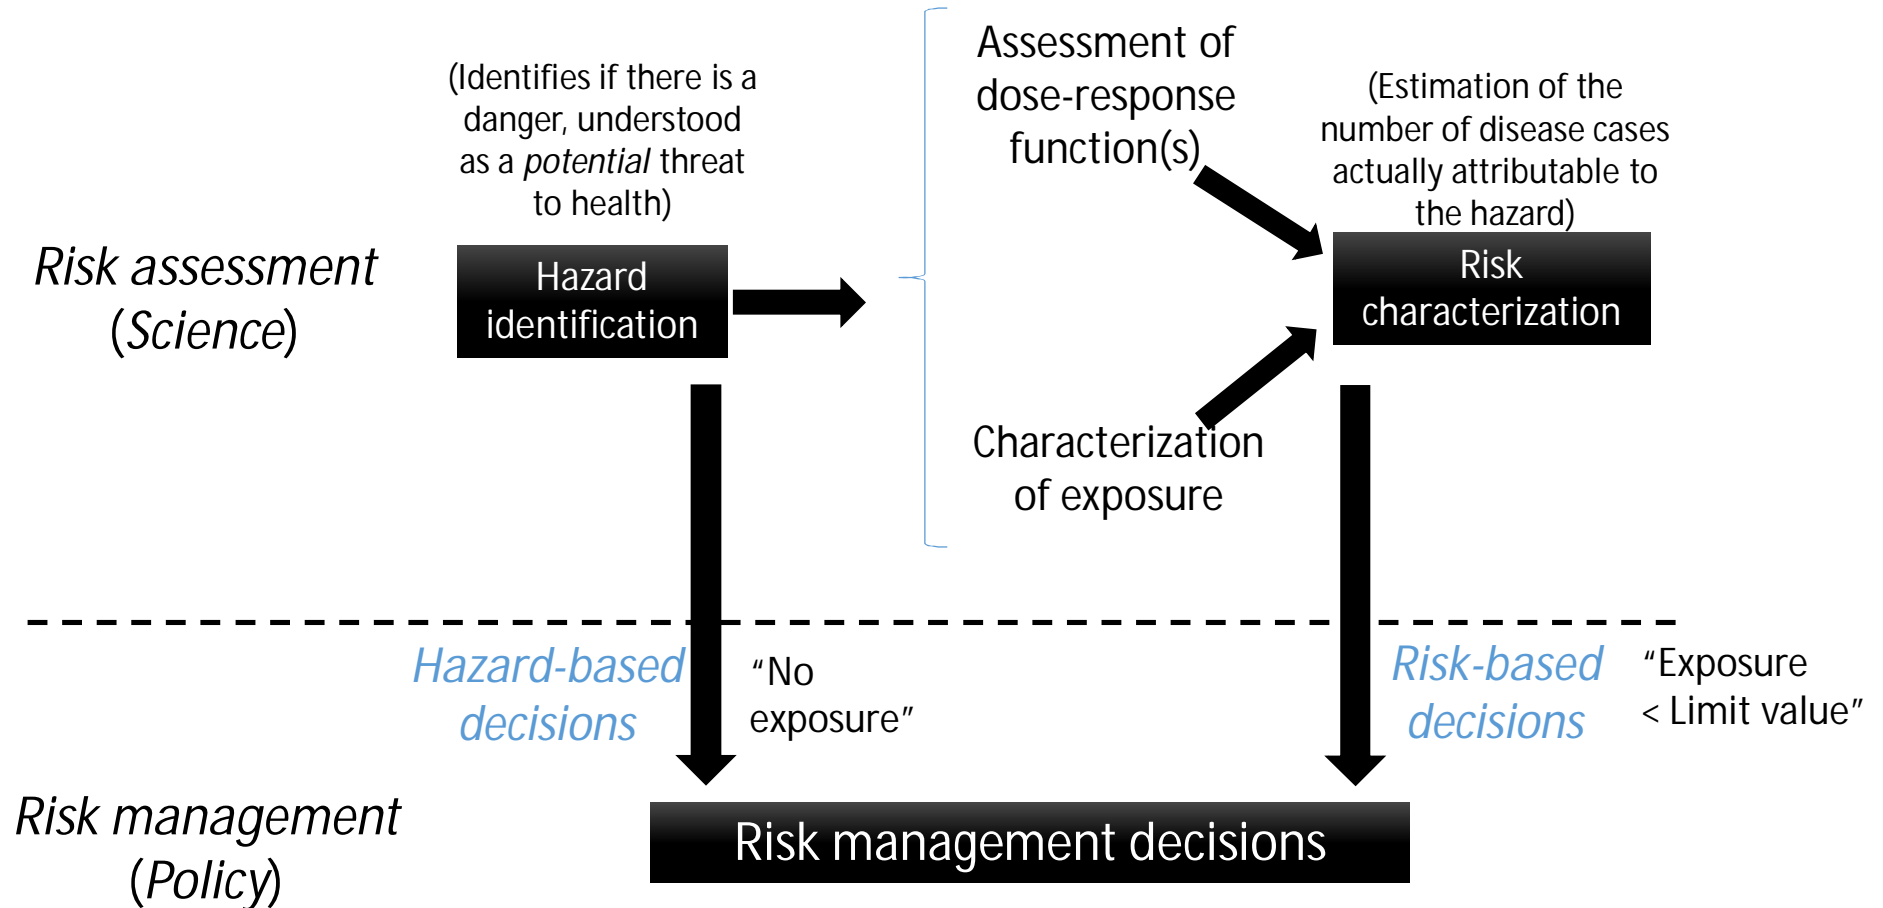 (Identifies if there is a
danger, understood
as a potential threat
to health)
Assessment of
dose-response
function(s)
(Estimation of the
number of disease cases
actually attributable to
the hazard)
Risk assessment
(Science)
Hazard
identification
Risk
characterization
Characterization
of exposure
Hazard-based
decisions
“No
exposure”
Risk-based
decisions
“Exposure
< Limit value”
Risk management
(Policy)
Risk management decisions